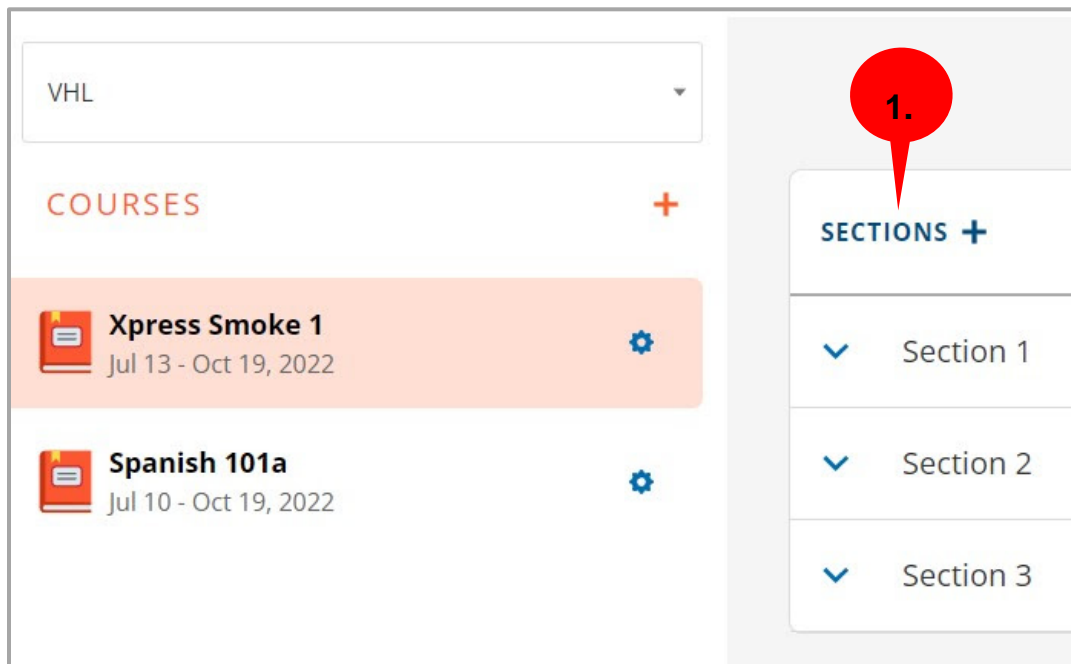 VHL
COURSES +
Xpress Smoke 1
Jul 13 - Oct 19, 2022
Spanish 101a
Jul 10 - Oct 19, 2022
1.
SECTIONS +
Section 1
Section 2
Section 3